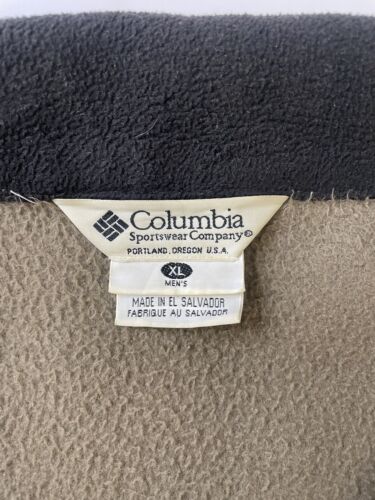 Columbia
Sportswear Company®
PORTLAND, OREGON U.S.A.
XL
MEN'S
MADE IN EL SALVADOR
FABRIQUE AU SALVADOR